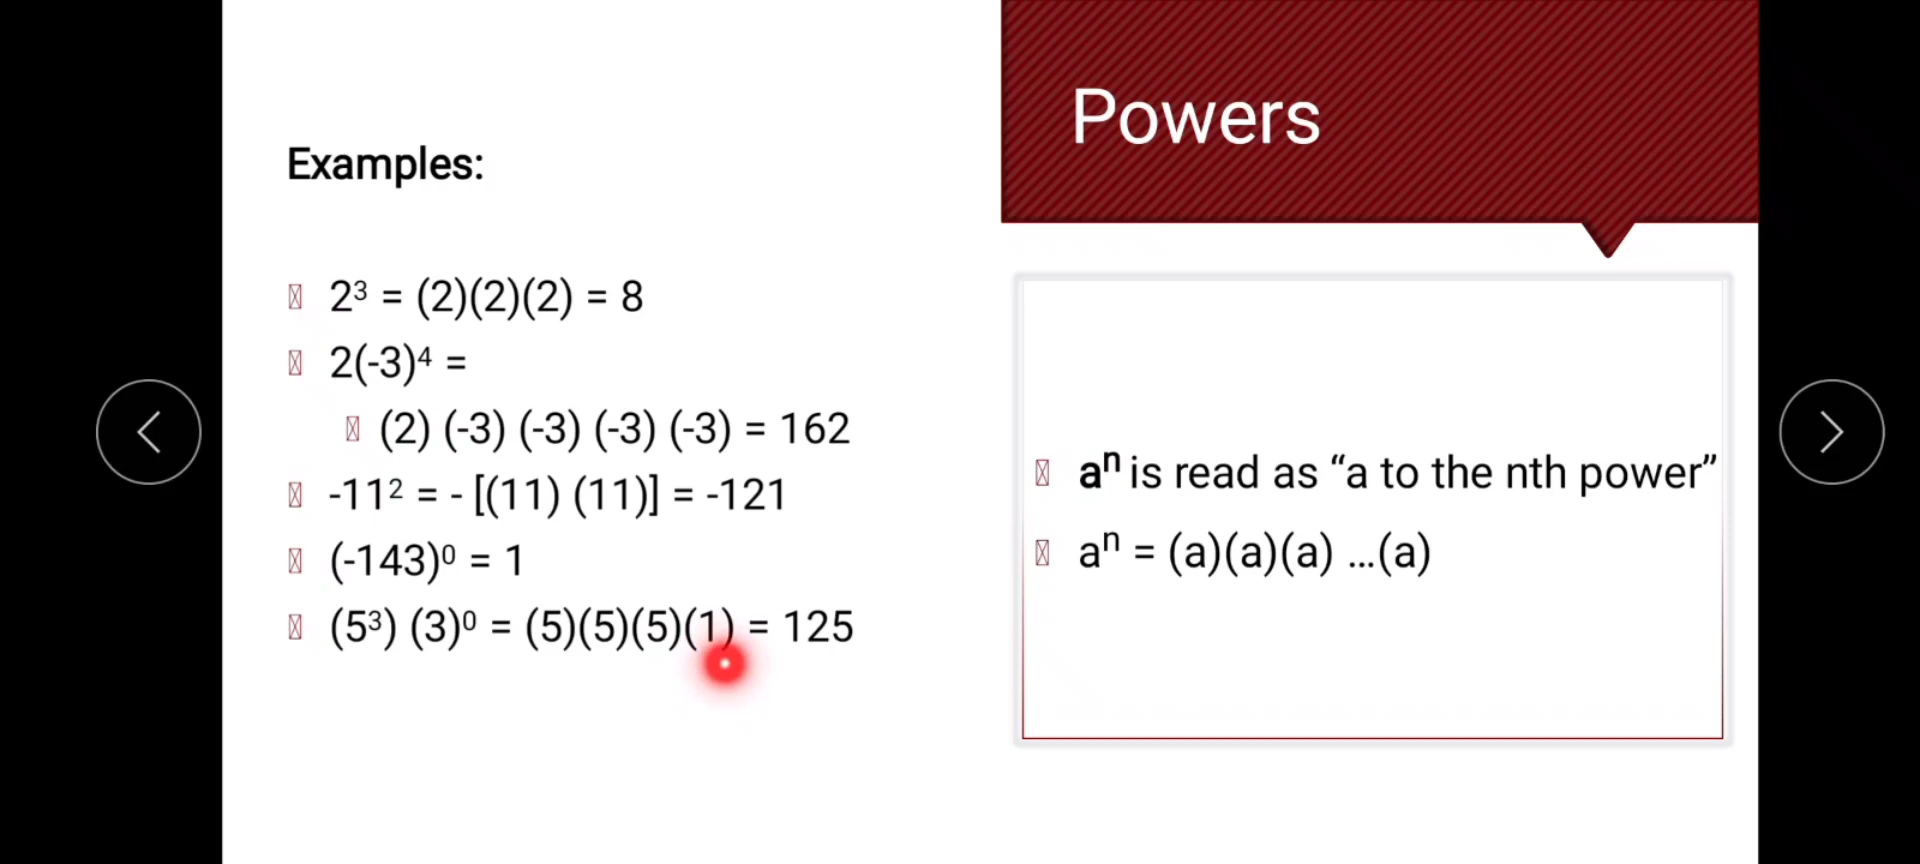 Powers
Examples:
2³ = (2)(2)(2) = 8
2(-3)⁴ =
(2) (-3) (-3) (-3) (-3) = 162
-11² = - [(11) (11)] = -121
(-143)⁰ = 1
(5³) (3)⁰ = (5)(5)(5)(1) = 125
aⁿ is read as “a to the nth power”
aⁿ = (a)(a)(a) ...(a)